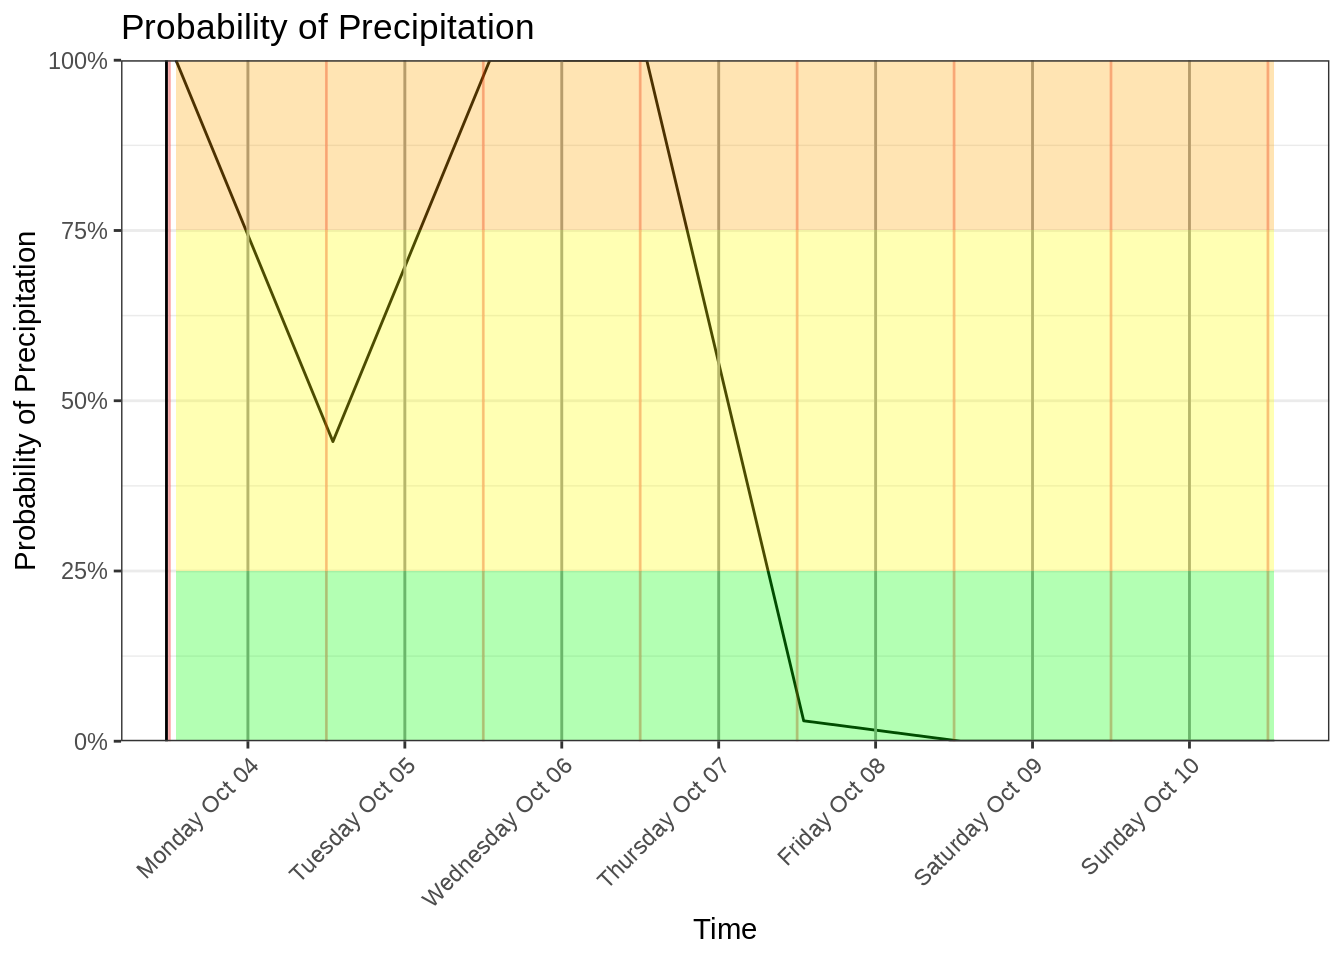 Probability of Precipitation
Probability of Precipitation
100%
75%
50%
25%
0%
Monday Oct 04
Tuesday Oct 05
Wednesday Oct 06
Thursday Oct 07
Friday Oct 08
Saturday Oct 09
Sunday Oct 10
Time